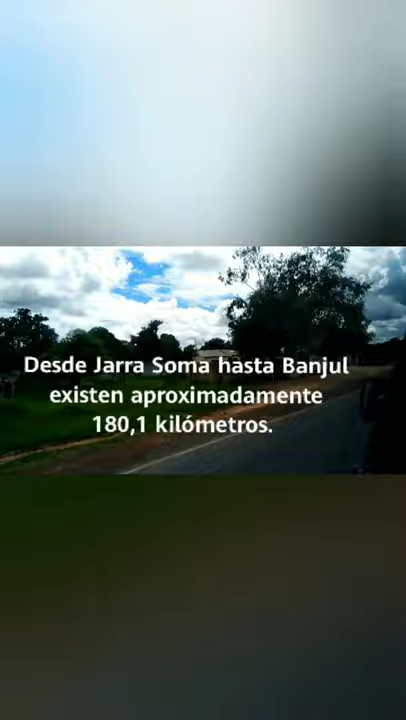 Desde Jarra Soma hasta Banjul
existen aproximadamente
180,1 kilómetros.